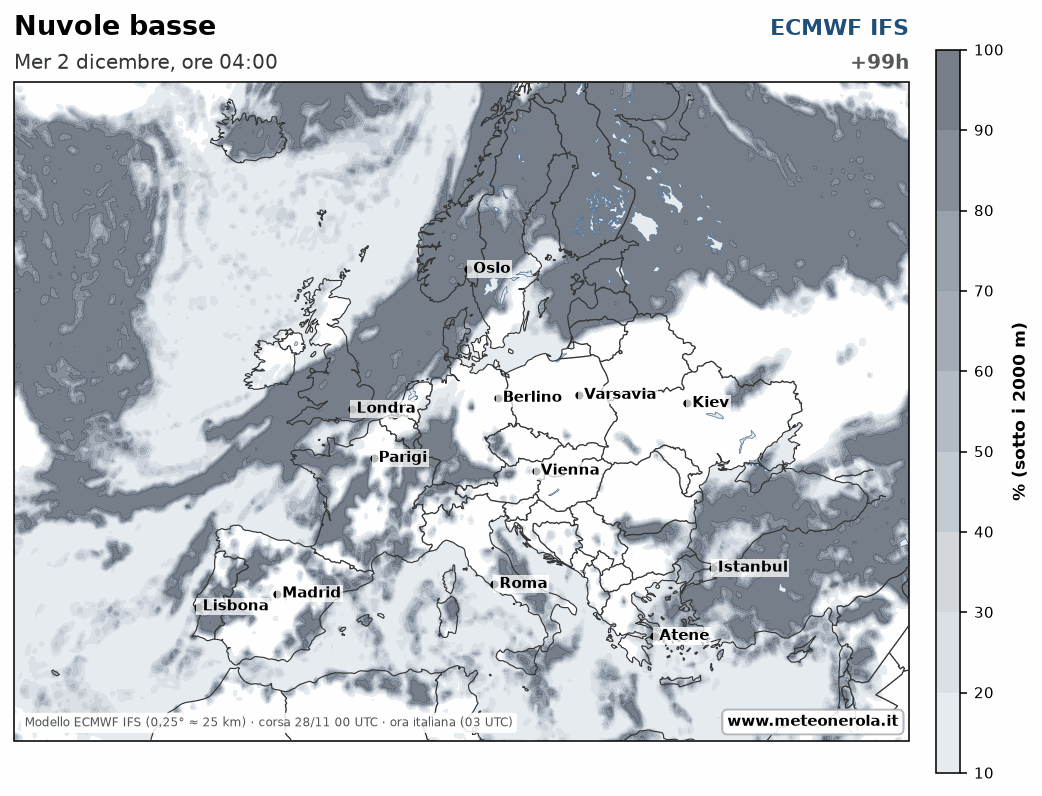 Nuvole basse
ECMWF IFS
Mer 2 dicembre, ore 04:00
+99h
100
90
80
70
60
50
40
30
20
10
% (sotto i 2000 m)
Oslo
Londra
Berlino
Varsavia
Kiev
Parigi
Vienna
Istanbul
Roma
Madrid
Lisbona
Atene
Modello ECMWF IFS (0,25° ≈ 25 km) · corsa 28/11 00 UTC · ora italiana (03 UTC)
www.meteonerola.it